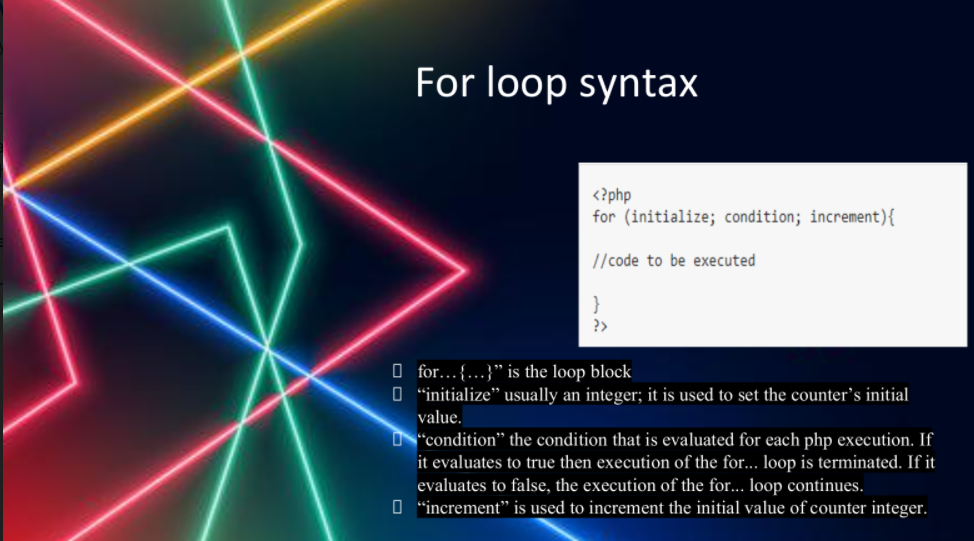 For loop syntax
<?php
for (initialize; condition; increment){
//code to be executed
}
?>
for…{…}” is the loop block
“initialize” usually an integer; it is used to set the counter’s initial
value.
“condition” the condition that is evaluated for each php execution. If
it evaluates to true then execution of the for... loop is terminated. If it
evaluates to false, the execution of the for... loop continues.
“increment” is used to increment the initial value of counter integer.